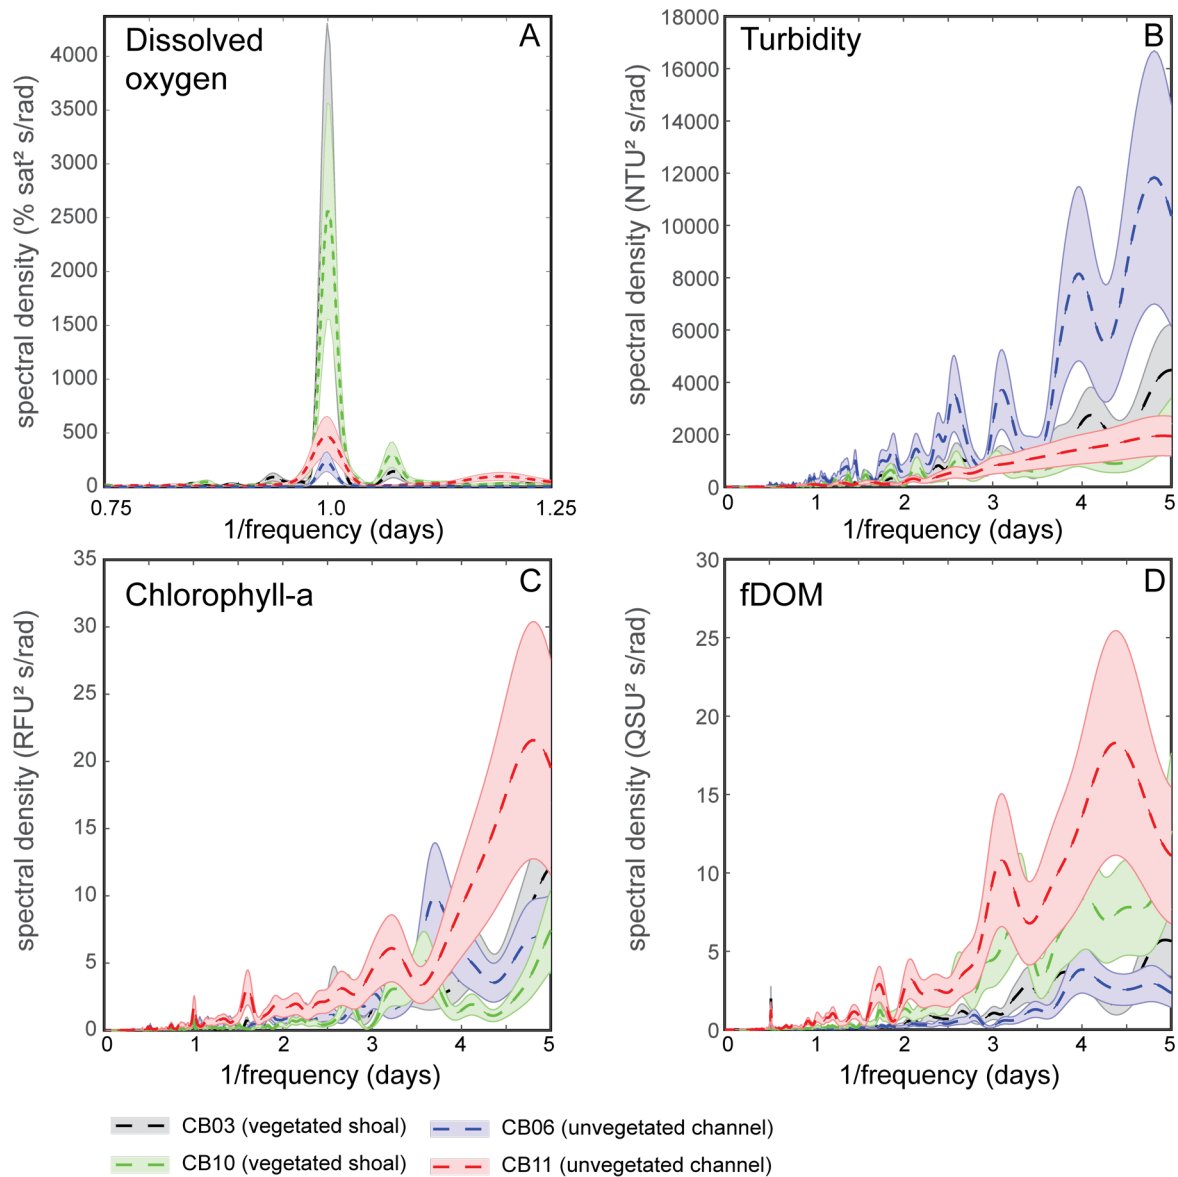 Dissolved
oxygen
A
spectral density (% sat² s/rad)
4000
3500
3000
2500
2000
1500
1000
500
0
0.75
1.0
1.25
1/frequency (days)
Turbidity
B
spectral density (NTU² s/rad)
18000
16000
14000
12000
10000
8000
6000
4000
2000
0
0 1 2 3 4 5
1/frequency (days)
Chlorophyll-a
C
spectral density (RFU² s/rad)
35
30
25
20
15
10
5
0
0 1 2 3 4 5
1/frequency (days)
fDOM
D
spectral density (QSU² s/rad)
30
25
20
15
10
5
0
0 1 2 3 4 5
1/frequency (days)
CB03 (vegetated shoal)
CB06 (unvegetated channel)
CB10 (vegetated shoal)
CB11 (unvegetated channel)